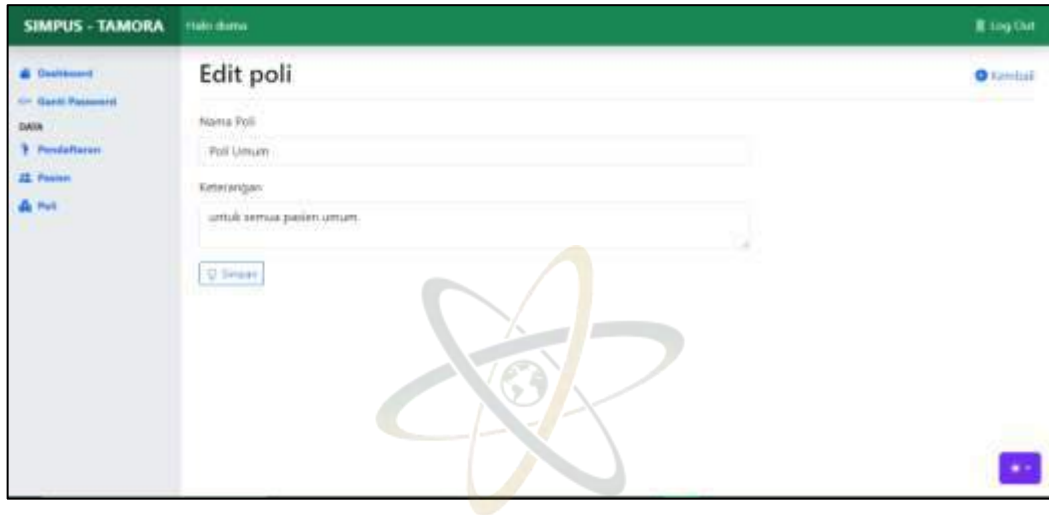 SIMPUS - TAMORA
Halo duma
Log Out
Dashboard
Ganti Password
DATA
Pendaftaran
Pasien
Poli
Edit poli
Kembali
Nama Poli
Poli Umum
Keterangan
untuk semua pasien umum
Simpan